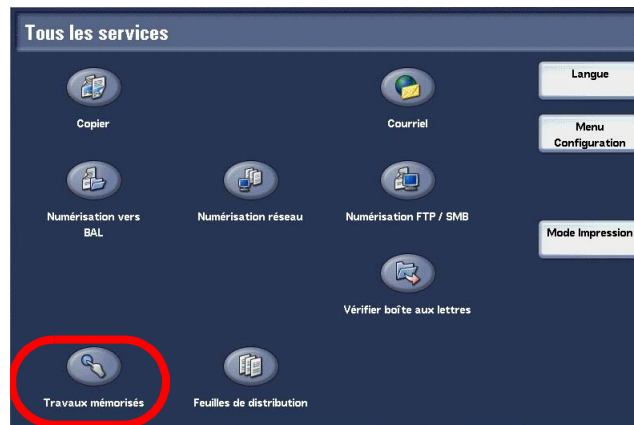 Tous les services
Copier
Courriel
Langue
Menu
Configuration
Numérisation vers
BAL
Numérisation réseau
Numérisation FTP / SMB
Mode Impression
Vérifier boîte aux lettres
Travaux mémorisés
Feuilles de distribution